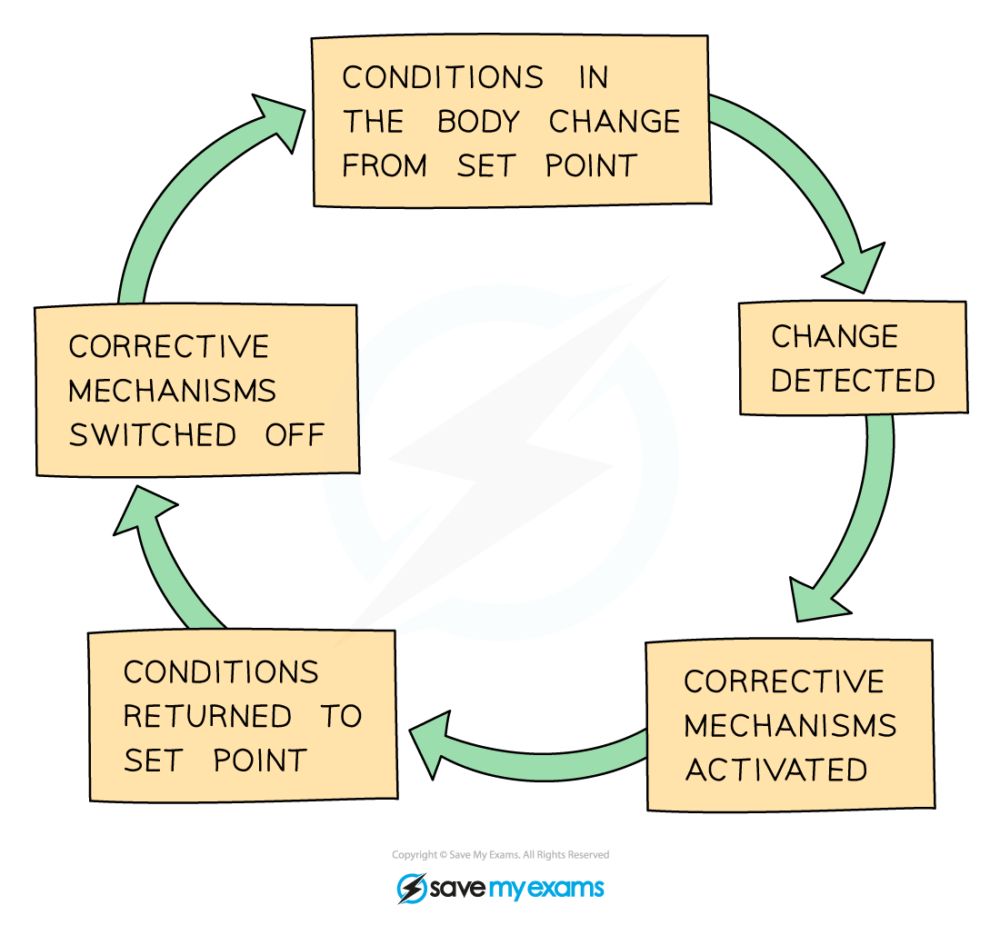 CONDITIONS IN
THE BODY CHANGE
FROM SET POINT
CHANGE
DETECTED
CORRECTIVE
MECHANISMS
ACTIVATED
CONDITIONS
RETURNED TO
SET POINT
CORRECTIVE
MECHANISMS
SWITCHED OFF
Copyright © Save My Exams. All Rights Reserved
save my exams